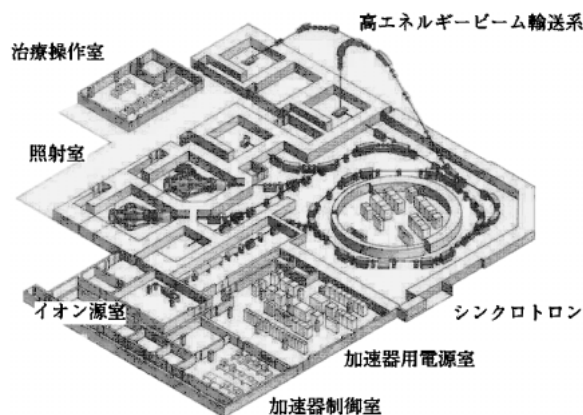 高エネルギービーム輸送系
治療操作室
照射室
イオン源室
シンクロトロン
加速器用電源室
加速器制御室